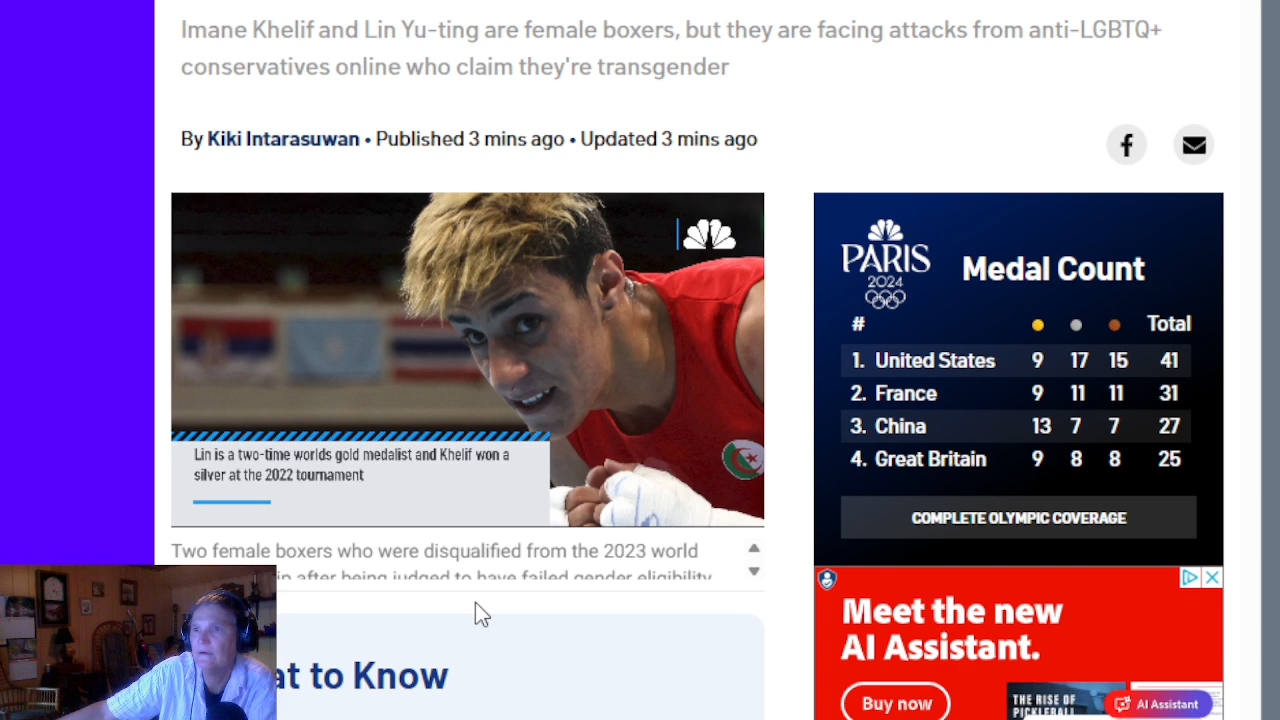 Imane Khelif and Lin Yu-ting are female boxers, but they are facing attacks from anti-LGBTQ+
conservatives online who claim they're transgender
By Kiki Intarasuwan • Published 3 mins ago • Updated 3 mins ago
Lin is a two-time worlds gold medalist and Khelif won a
silver at the 2022 tournament
Two female boxers who were disqualified from the 2023 world
after being judged to have failed gender eligibility
at to Know
PARIS
2024
Medal Count
# Total
1. United States 9 17 15 41
2. France 9 11 11 31
3. China 13 7 7 27
4. Great Britain 9 8 8 25
COMPLETE OLYMPIC COVERAGE
Meet the new
AI Assistant.
Buy now
THE RISE OF
PICKLEBALL
AI Assistant